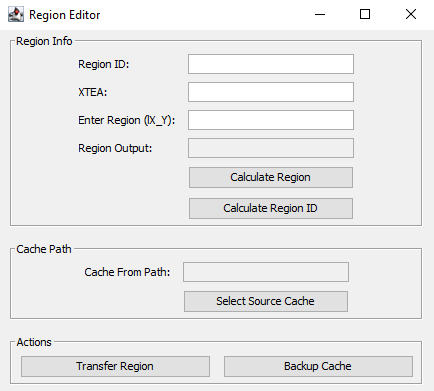 Region Editor
Region Info
Region ID:
XTEA:
Enter Region (lX_Y):
Region Output:
Calculate Region
Calculate Region ID
Cache Path
Cache From Path:
Select Source Cache
Actions
Transfer Region Backup Cache